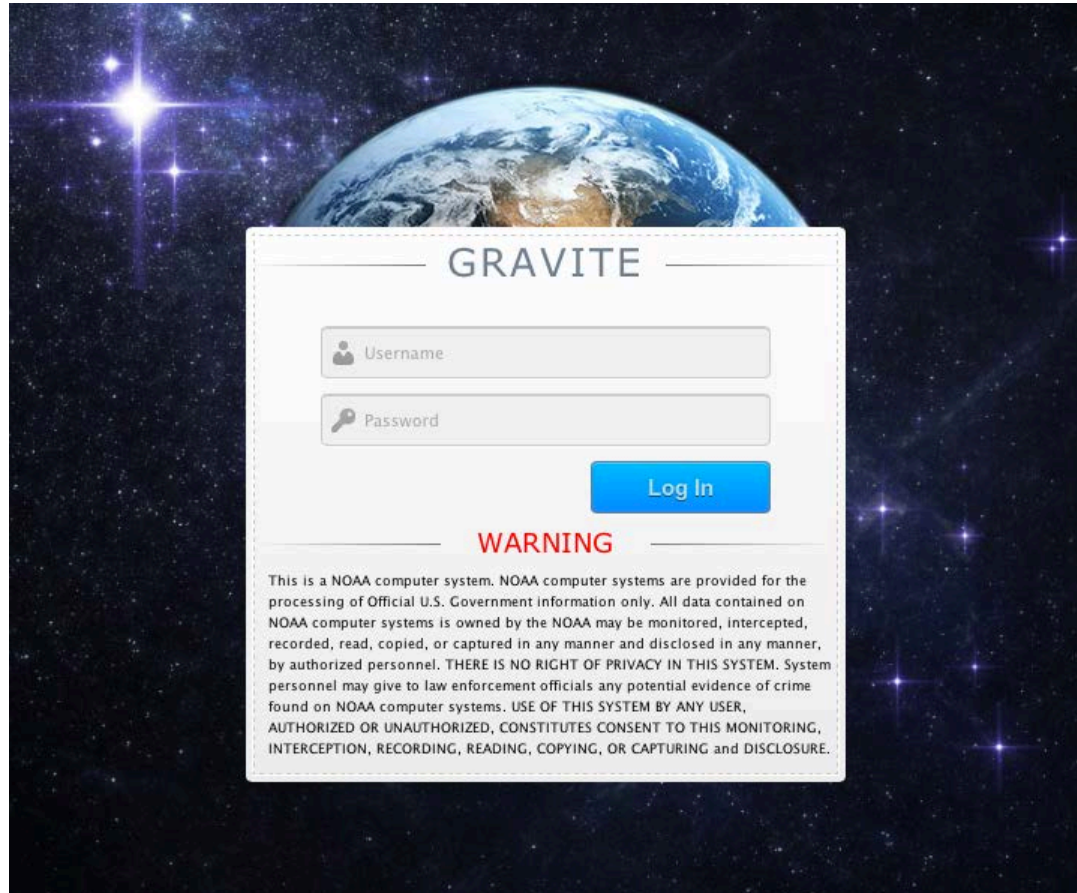 GRAVITE
Username
Password
Log In
WARNING
This is a NOAA computer system. NOAA computer systems are provided for the
processing of Official U.S. Government information only. All data contained on
NOAA computer systems is owned by the NOAA may be monitored, intercepted,
recorded, read, copied, or captured in any manner and disclosed in any manner,
by authorized personnel. THERE IS NO RIGHT OF PRIVACY IN THIS SYSTEM. System
personnel may give to law enforcement officials any potential evidence of crime
found on NOAA computer systems. USE OF THIS SYSTEM BY ANY USER,
AUTHORIZED OR UNAUTHORIZED, CONSTITUTES CONSENT TO THIS MONITORING,
INTERCEPTION, RECORDING, READING, COPYING, OR CAPTURING and DISCLOSURE.